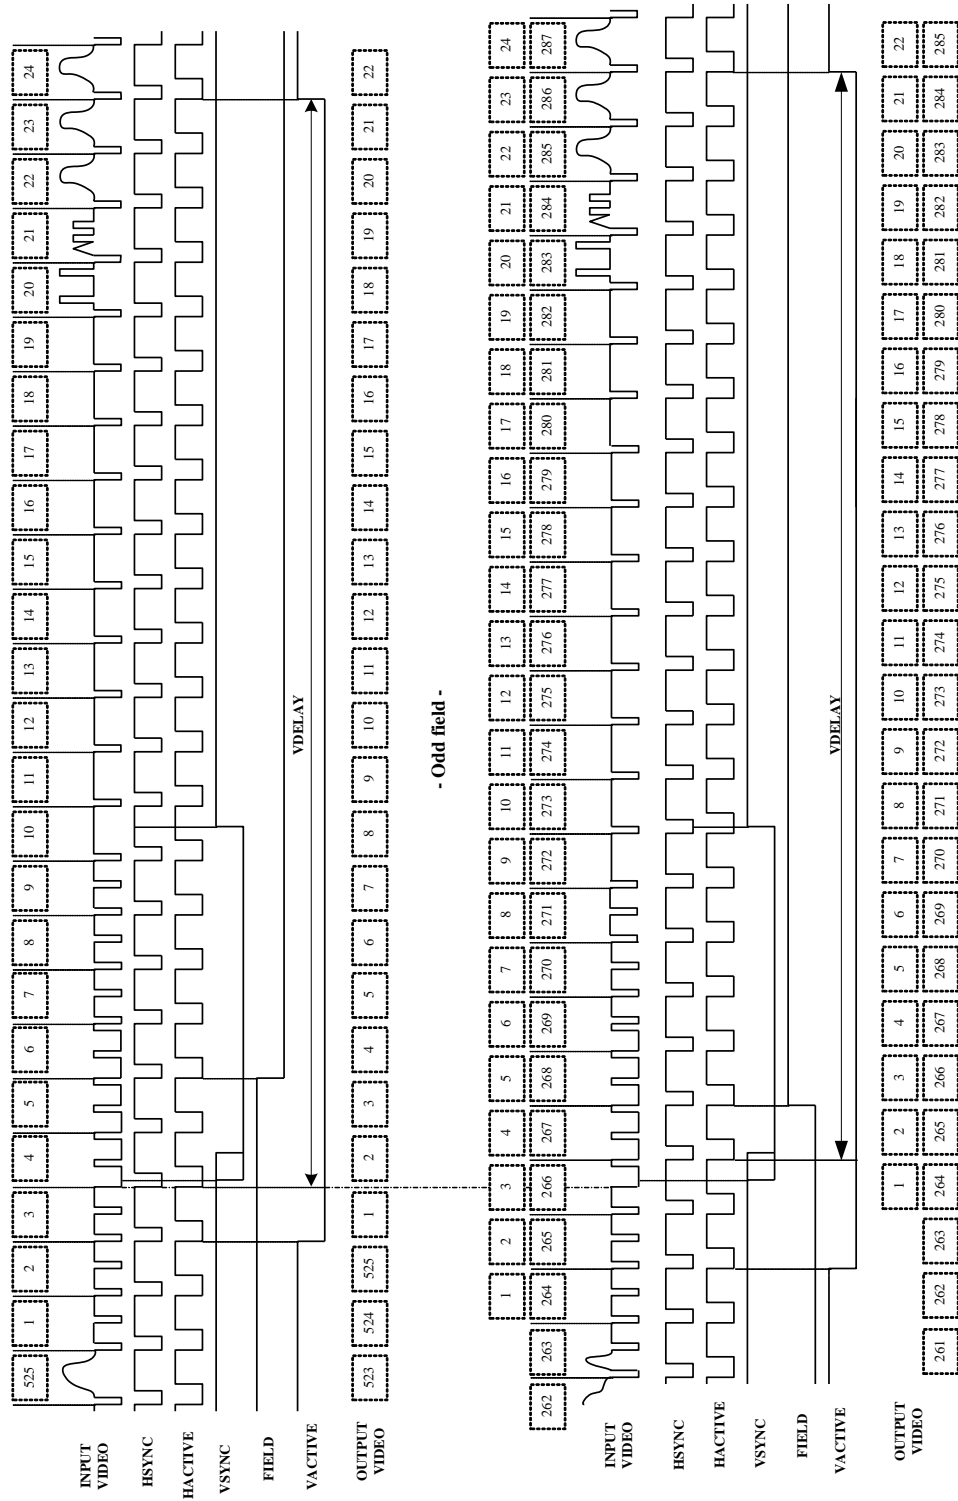 525 1 2 3 4 5 6 7 8 9 10 11 12 13 14 15 16 17 18 19 20 21 22 23 24
INPUT
VIDEO
HSYNC
HACTIVE
VSYNC
FIELD
VDELAY
VACTIVE
OUTPUT
VIDEO
523 524 525 1 2 3 4 5 6 7 8 9 10 11 12 13 14 15 16 17 18 19 20 21 22
- Odd field -
1 2 3 4 5 6 7 8 9 10 11 12 13 14 15 16 17 18 19 20 21 22 23 24
262 263 264 265 266 267 268 269 270 271 272 273 274 275 276 277 278 279 280 281 282 283 284 285 286 287
INPUT
VIDEO
HSYNC
HACTIVE
VSYNC
FIELD
VDELAY
VACTIVE
1 2 3 4 5 6 7 8 9 10 11 12 13 14 15 16 17 18 19 20 21 22
OUTPUT
VIDEO
261 262 263 264 265 266 267 268 269 270 271 272 273 274 275 276 277 278 279 280 281 282 283 284 285